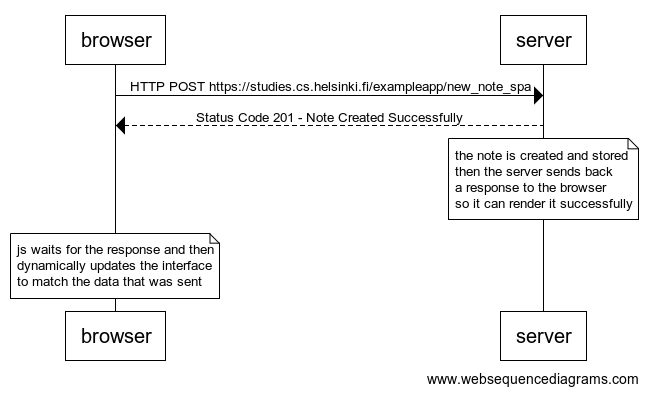 browser
server
HTTP POST https://studies.cs.helsinki.fi/exampleapp/new_note_spa
Status Code 201 - Note Created Successfully
the note is created and stored
then the server sends back
a response to the browser
so it can render it successfully
js waits for the response and then
dynamically updates the interface
to match the data that was sent
browser
server
www.websequencediagrams.com